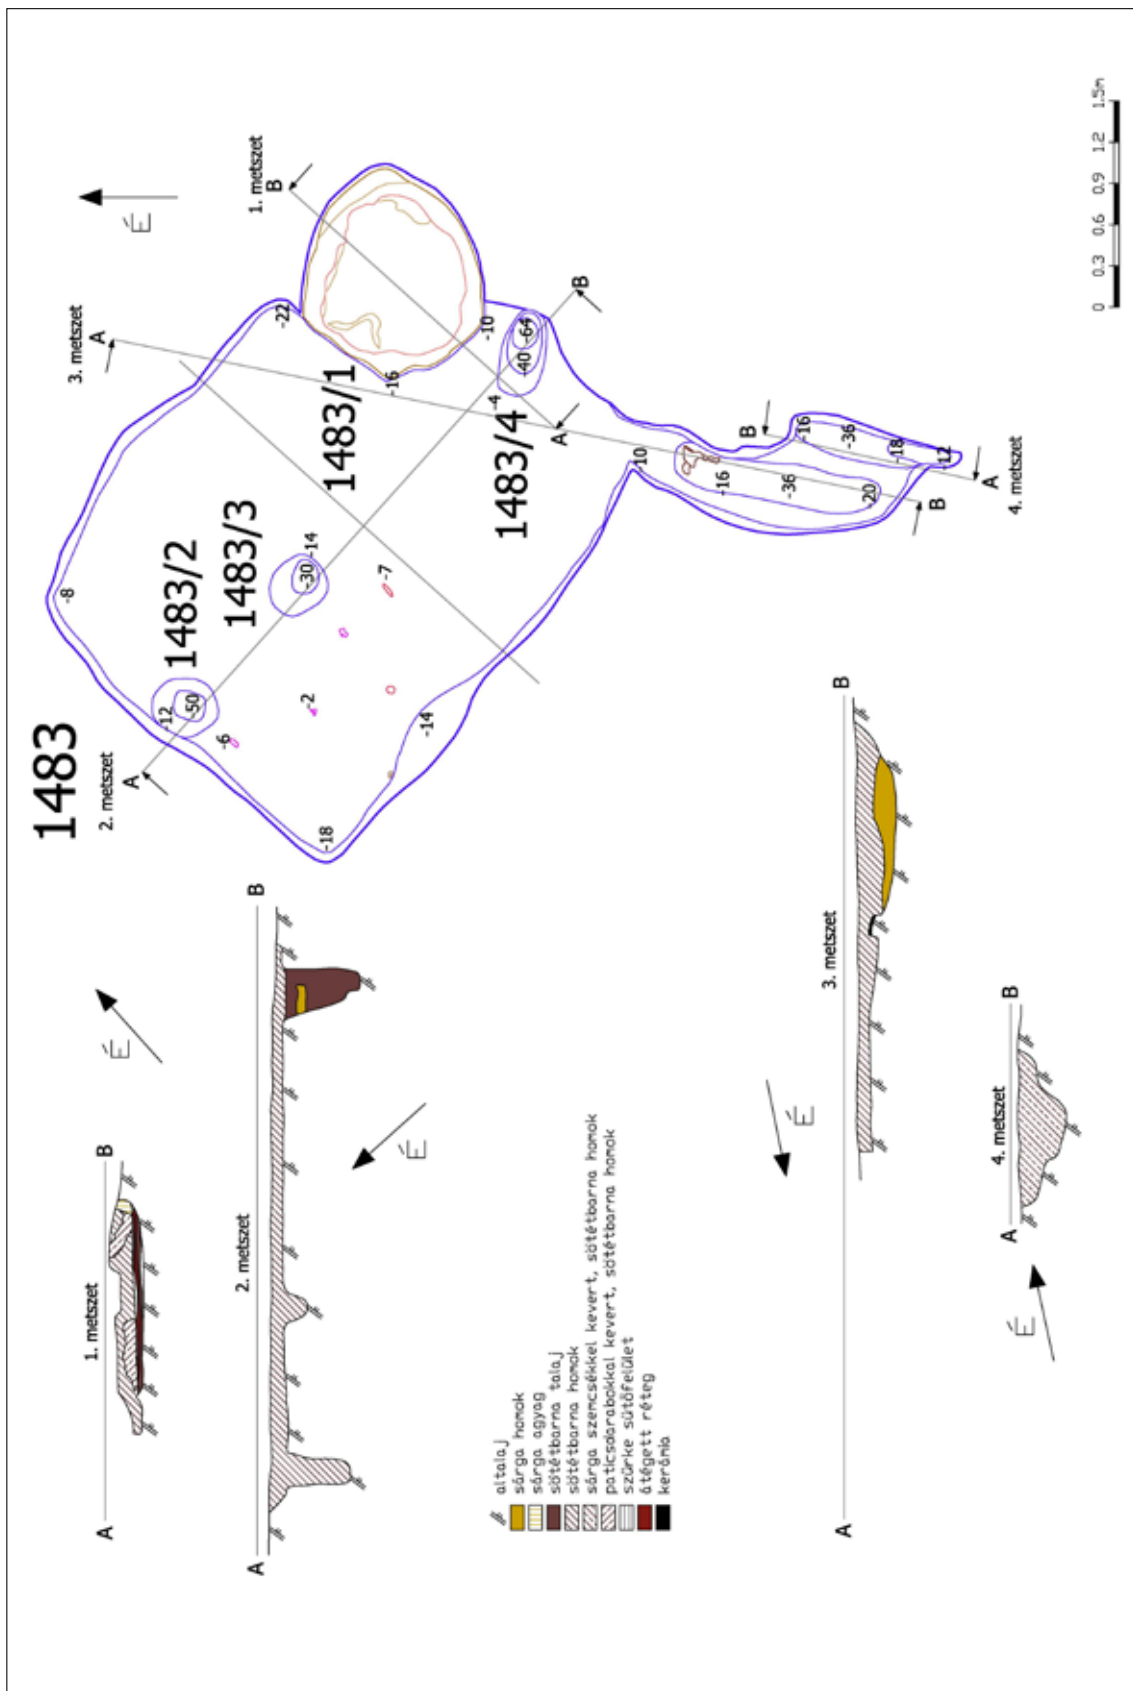 1483
1483/2
1483/3
1483/1
1483/4
2. metszet
A
B
3. metszet
A
B
1. metszet
B
A
4. metszet
B
A
É
-8
-12
-50
-6
-2
-14
-30
-7
-14
-18
-22
-16
-10
-4
-40
-64
10
-16
-36
-20
-16
-36
-18
-12
0
0.3
0.6
0.9
1.2
1.5m
1. metszet
A
B
É
2. metszet
A
B
É
altalaj
sárga homok
sárga agyag
sötétbarna talaj
sötétbarna homok
sárga szemcsékkel kevert, sötétbarna homok
paticsdarabokkal kevert, sötétbarna homok
szürke sütőfelület
átégett réteg
kerámia
3. metszet
A
B
É
4. metszet
A
B
É